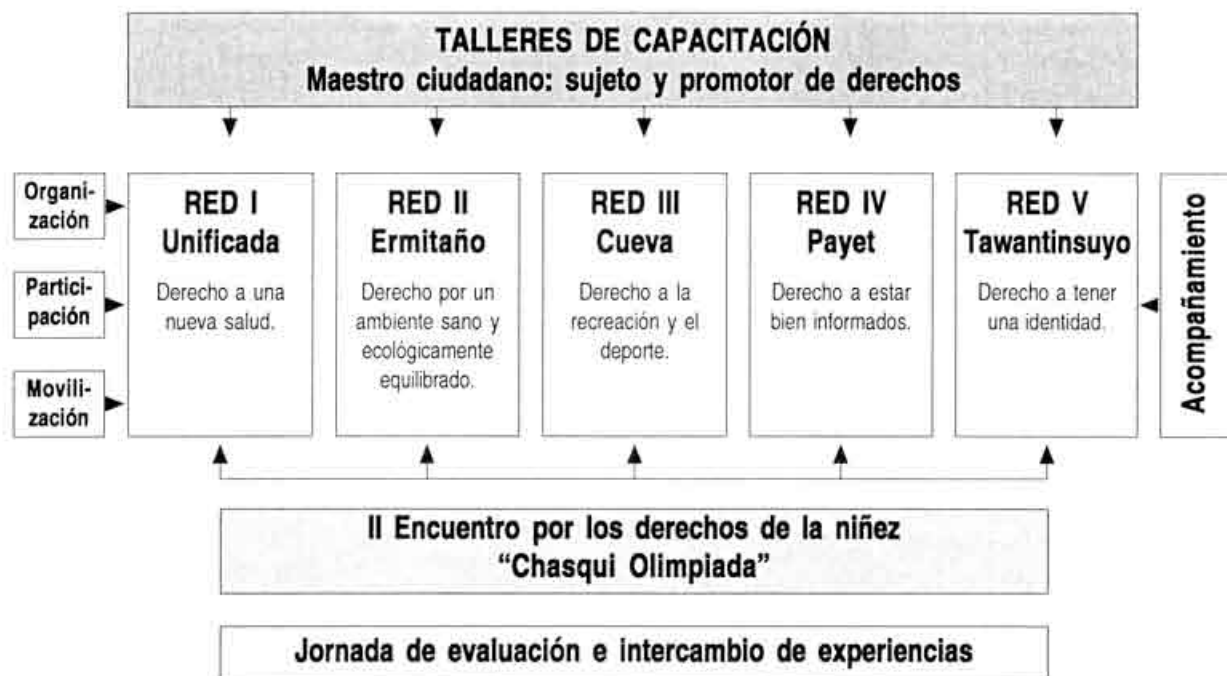 TALLERES DE CAPACITACIÓN
Maestro ciudadano: sujeto y promotor de derechos
Organi-
zación
Partici-
pación
Movili-
zación
RED I
Unificada
Derecho a una
nueva salud.
RED II
Ermitaño
Derecho por un
ambiente sano y
ecológicamente
equilibrado.
RED III
Cueva
Derecho a la
recreación y el
deporte.
RED IV
Payet
Derecho a estar
bien informados.
RED V
Tawantinsuyo
Derecho a tener
una identidad.
Acompañamiento
II Encuentro por los derechos de la niñez
“Chasqui Olimpiada”
Jornada de evaluación e intercambio de experiencias